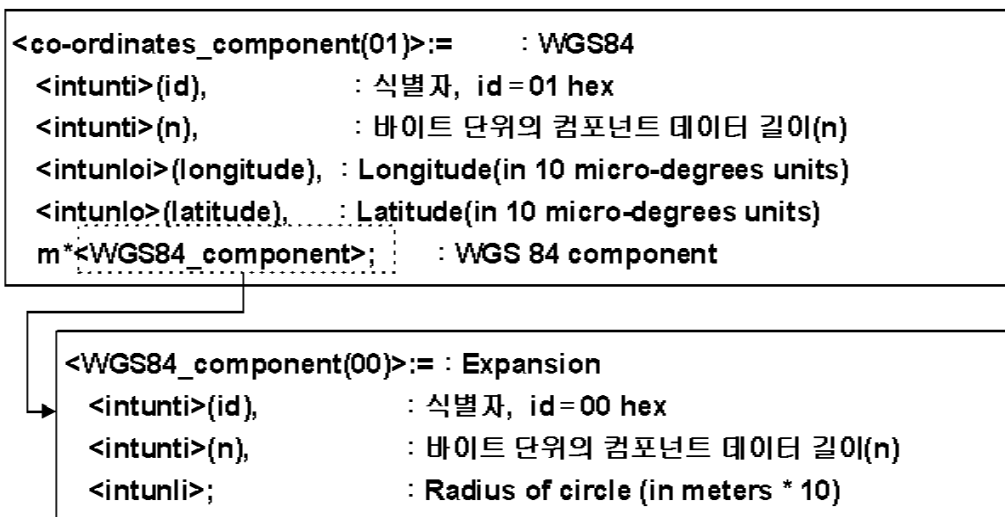 <co-ordinates_component(01)>:= : WGS84
<intunti>(id), : 식별자, id=01 hex
<intunti>(n), : 바이트 단위의 컴포넌트 데이터 길이(n)
<intunloi>(longitude), : Longitude(in 10 micro-degrees units)
<intunlo>(latitude), : Latitude(in 10 micro-degrees units)
m*<WGS84_component>; : WGS 84 component
<WGS84_component(00)>:= : Expansion
<intunti>(id), : 식별자, id=00 hex
<intunti>(n), : 바이트 단위의 컴포넌트 데이터 길이(n)
<intunli>; : Radius of circle (in meters * 10)